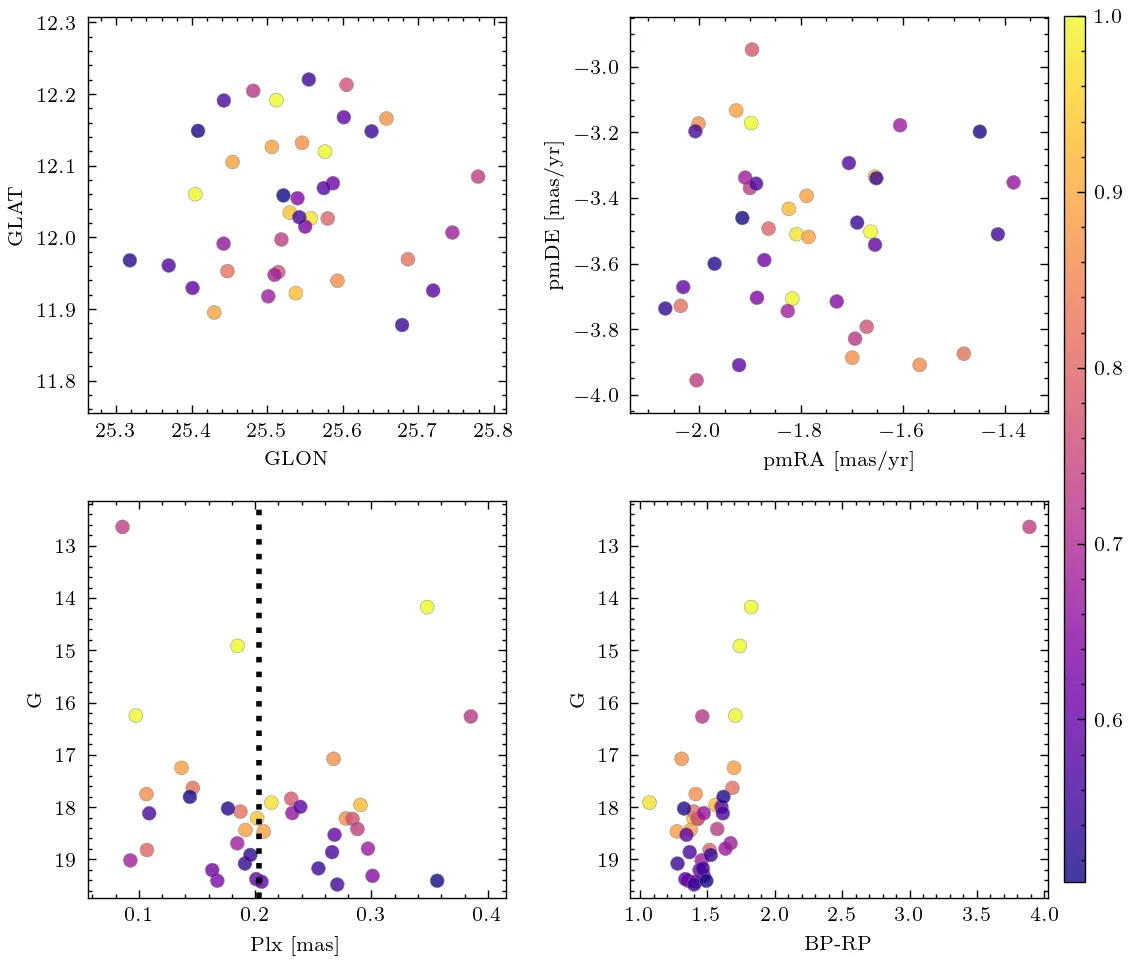 12.3
12.2
12.1
12.0
11.9
11.8
GLAT
25.3 25.4 25.5 25.6 25.7 25.8
GLON
−3.0
−3.2
−3.4
−3.6
−3.8
−4.0
pmDE [mas/yr]
−2.0 −1.8 −1.6 −1.4
pmRA [mas/yr]
13
14
15
16
17
18
19
G
0.1 0.2 0.3 0.4
Plx [mas]
13
14
15
16
17
18
19
G
1.0 1.5 2.0 2.5 3.0 3.5 4.0
BP-RP
1.0
0.9
0.8
0.7
0.6